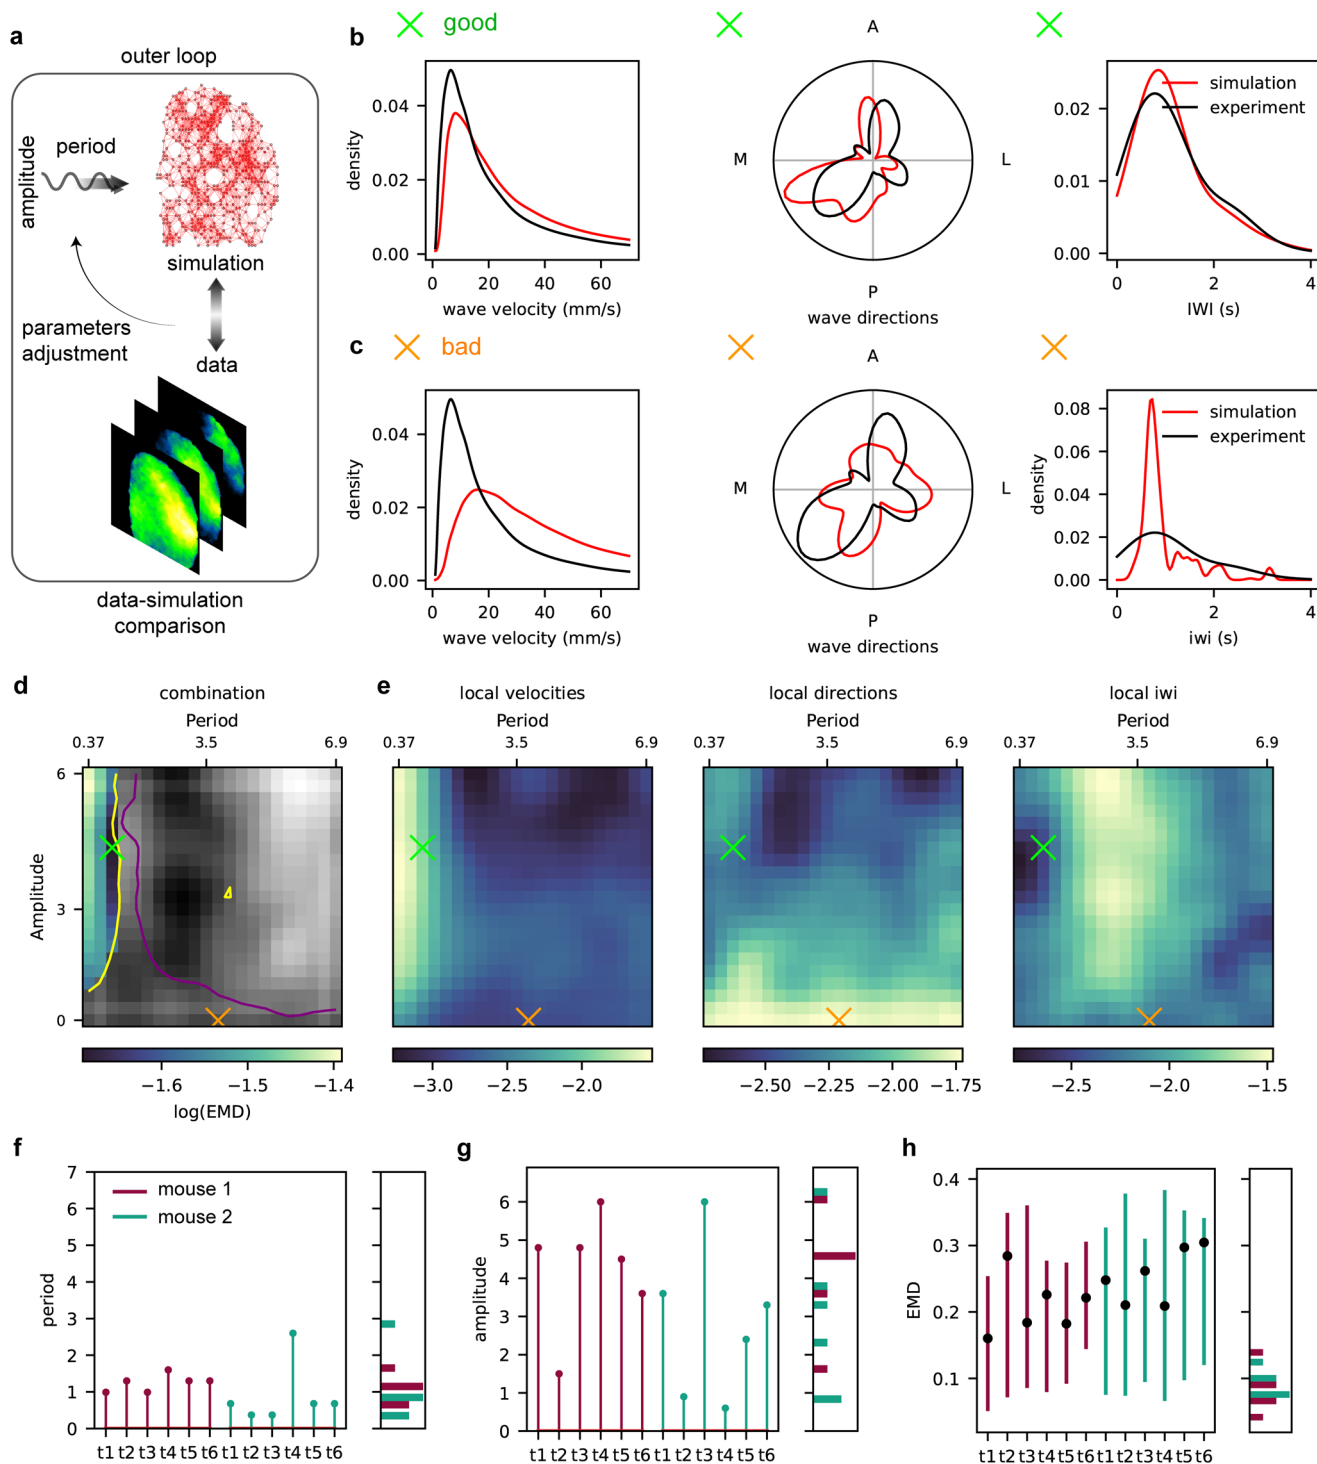 a
outer loop
amplitude
period
simulation
parameters
adjustment
data
data-simulation
comparison
b
good
density
0.04
0.02
0.00
0 20 40 60
wave velocity (mm/s)
A
M
L
P
wave directions
simulation
experiment
0.02
0.01
0.00
0 2 4
IWI (s)
c
bad
density
0.04
0.02
0.00
0 20 40 60
wave velocity (mm/s)
A
M
L
P
wave directions
simulation
experiment
density
0.08
0.06
0.04
0.02
0.00
0 2 4
iwi (s)
d
combination
Period
0.37 3.5 6.9
Amplitude
6
3
0
−1.6 −1.5 −1.4
log(EMD)
e
local velocities
Period
0.37 3.5 6.9
−3.0 −2.5 −2.0
local directions
Period
0.37 3.5 6.9
−2.50 −2.25 −2.00 −1.75
local iwi
Period
0.37 3.5 6.9
−2.5 −2.0 −1.5
f
mouse 1
mouse 2
period
7
6
5
4
3
2
1
0
t1 t2 t3 t4 t5 t6 t1 t2 t3 t4 t5 t6
g
amplitude
6
5
4
3
2
1
0
t1 t2 t3 t4 t5 t6 t1 t2 t3 t4 t5 t6
h
EMD
0.4
0.3
0.2
0.1
t1 t2 t3 t4 t5 t6 t1 t2 t3 t4 t5 t6